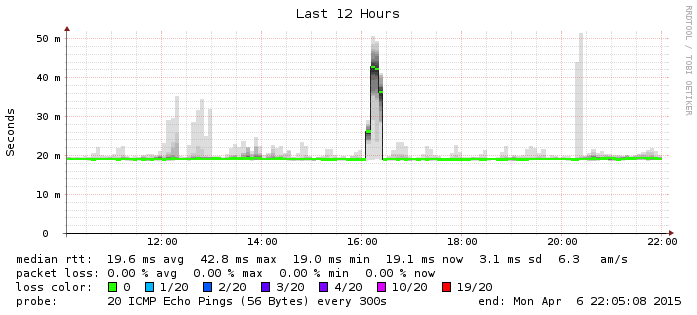 Last 12 Hours
RRDTOOL / TOBI OETIKER
Seconds
50 m
40 m
30 m
20 m
10 m
0
12:00 14:00 16:00 18:00 20:00 22:00
median rtt: 19.6 ms avg 42.8 ms max 19.0 ms min 19.1 ms now 3.1 ms sd 6.3 am/s
packet loss: 0.00 % avg 0.00 % max 0.00 % min 0.00 % now
loss color: 0 1/20 2/20 3/20 4/20 10/20 19/20
probe: 20 ICMP Echo Pings (56 Bytes) every 300s end: Mon Apr 6 22:05:08 2015